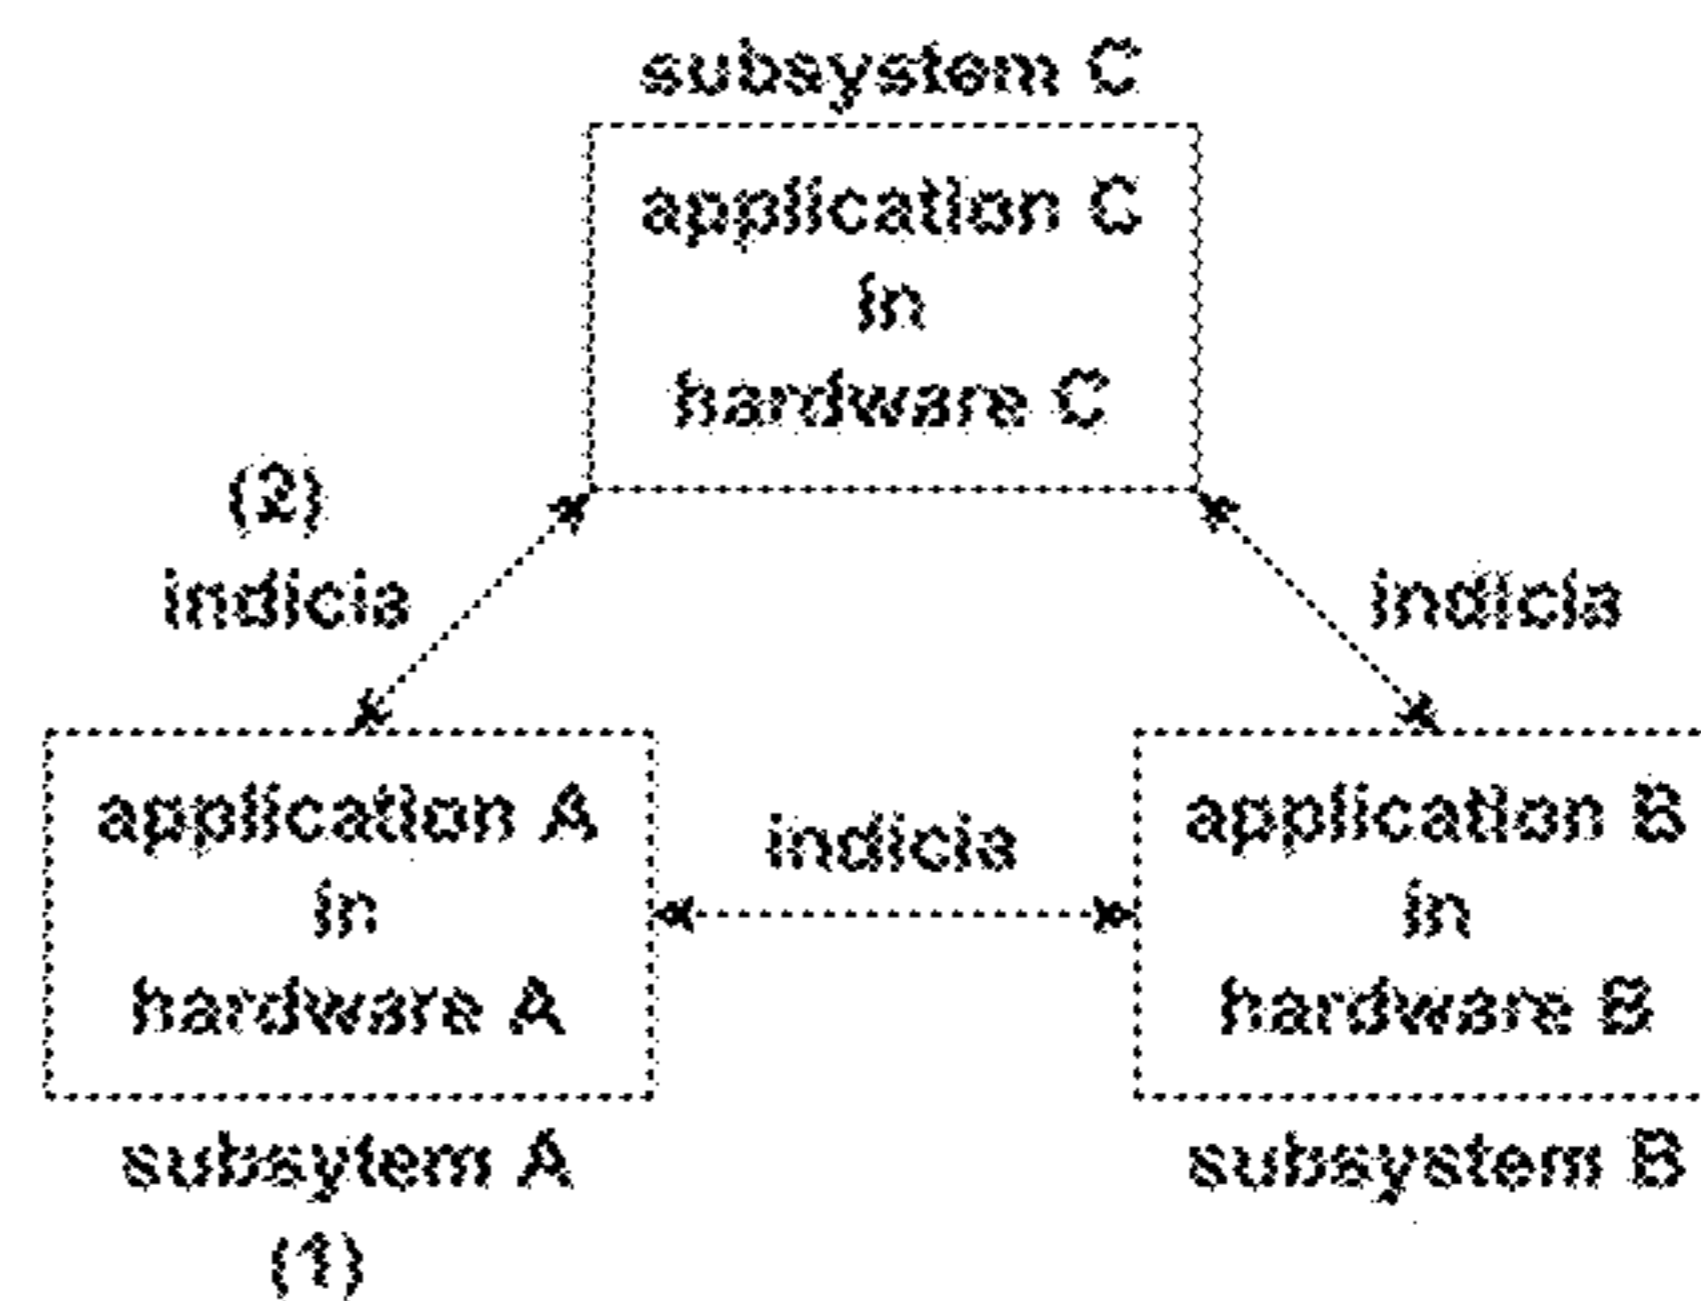 subsystem C
application C
in
hardware C
(2)
indicia
indicia
application A
in
hardware A
indicia
application B
in
hardware B
subsytem A
subsystem B
(1)